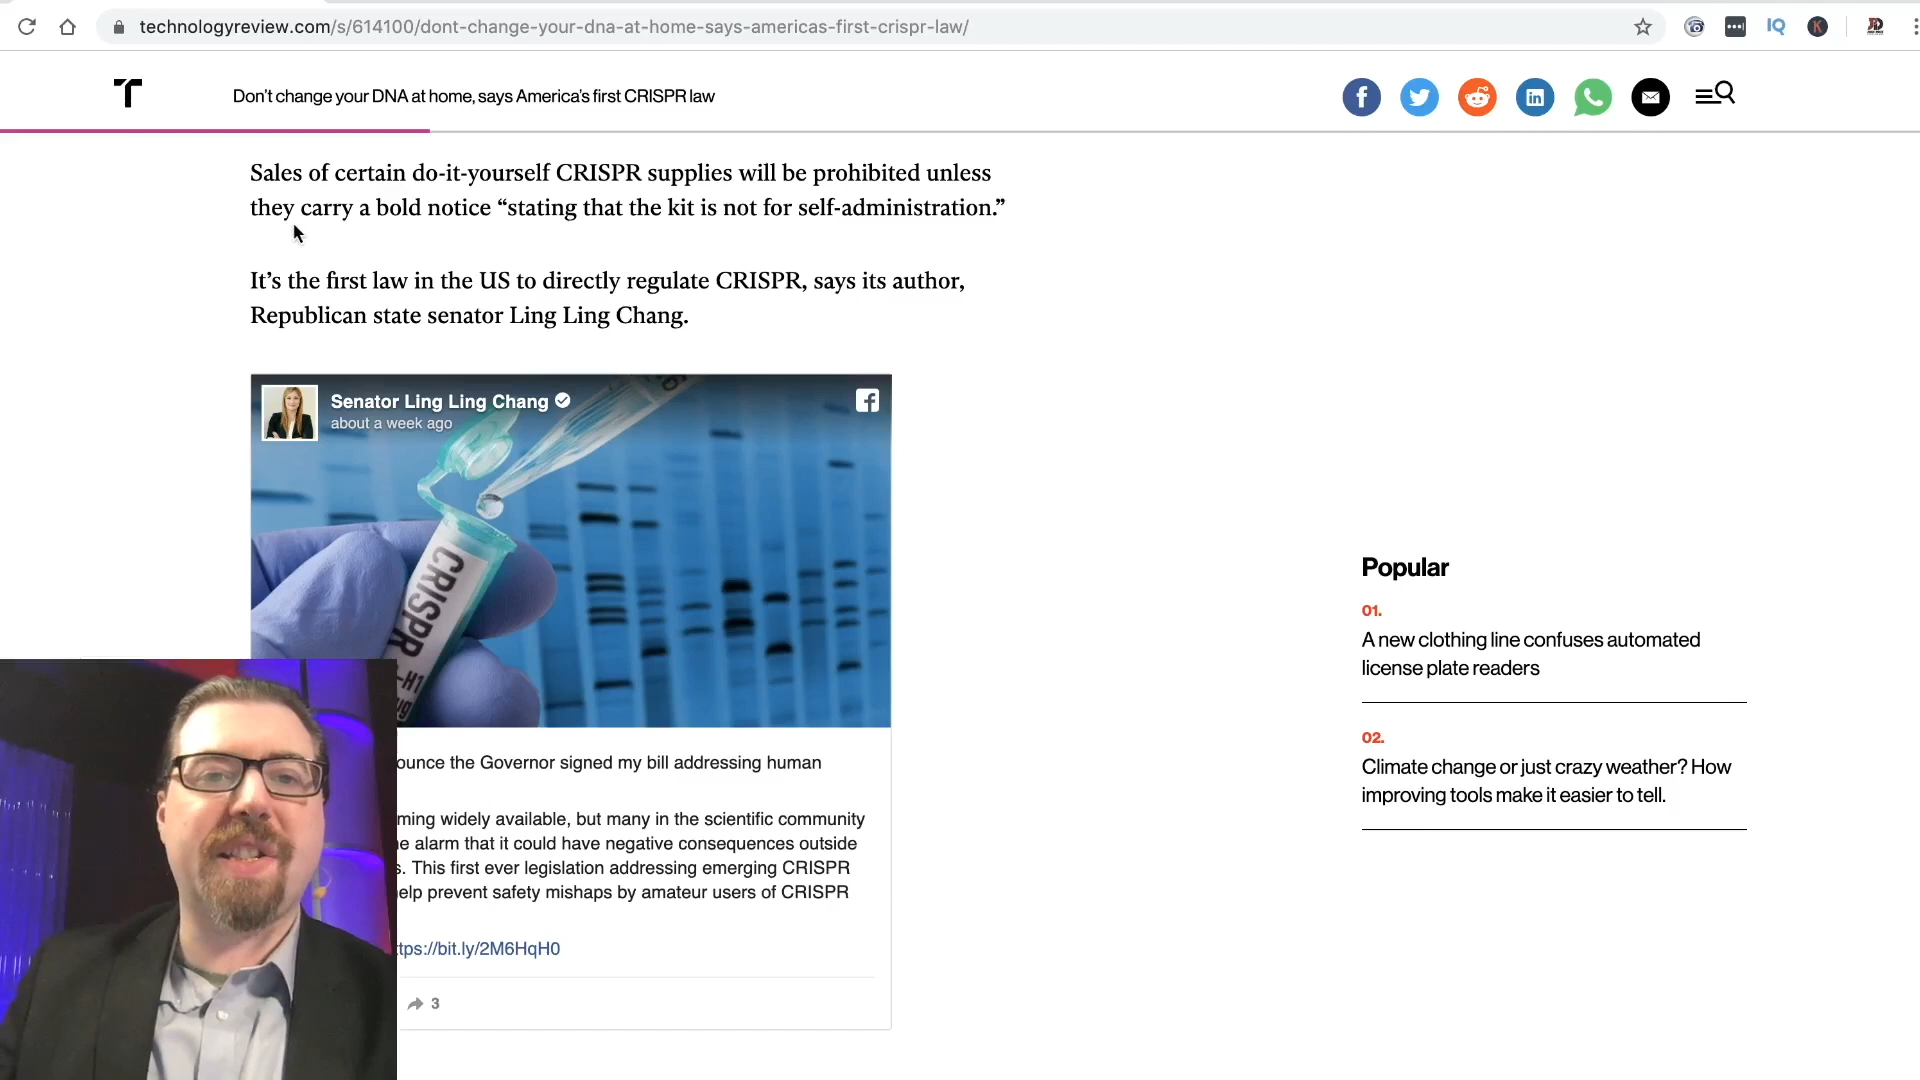 technologyreview.com/s/614100/dont-change-your-dna-at-home-says-americas-first-crispr-law/
IQ
K
Don't change your DNA at home, says America's first CRISPR law
Sales of certain do-it-yourself CRISPR supplies will be prohibited unless
they carry a bold notice “stating that the kit is not for self-administration.”
It’s the first law in the US to directly regulate CRISPR, says its author,
Republican state senator Ling Ling Chang.
Senator Ling Ling Chang
about a week ago
CRISPR
-H1
ounce the Governor signed my bill addressing human
ming widely available, but many in the scientific community
e alarm that it could have negative consequences outside
s. This first ever legislation addressing emerging CRISPR
help prevent safety mishaps by amateur users of CRISPR
ttps://bit.ly/2M6HqH0
3
Popular
01.
A new clothing line confuses automated
license plate readers
02.
Climate change or just crazy weather? How
improving tools make it easier to tell.